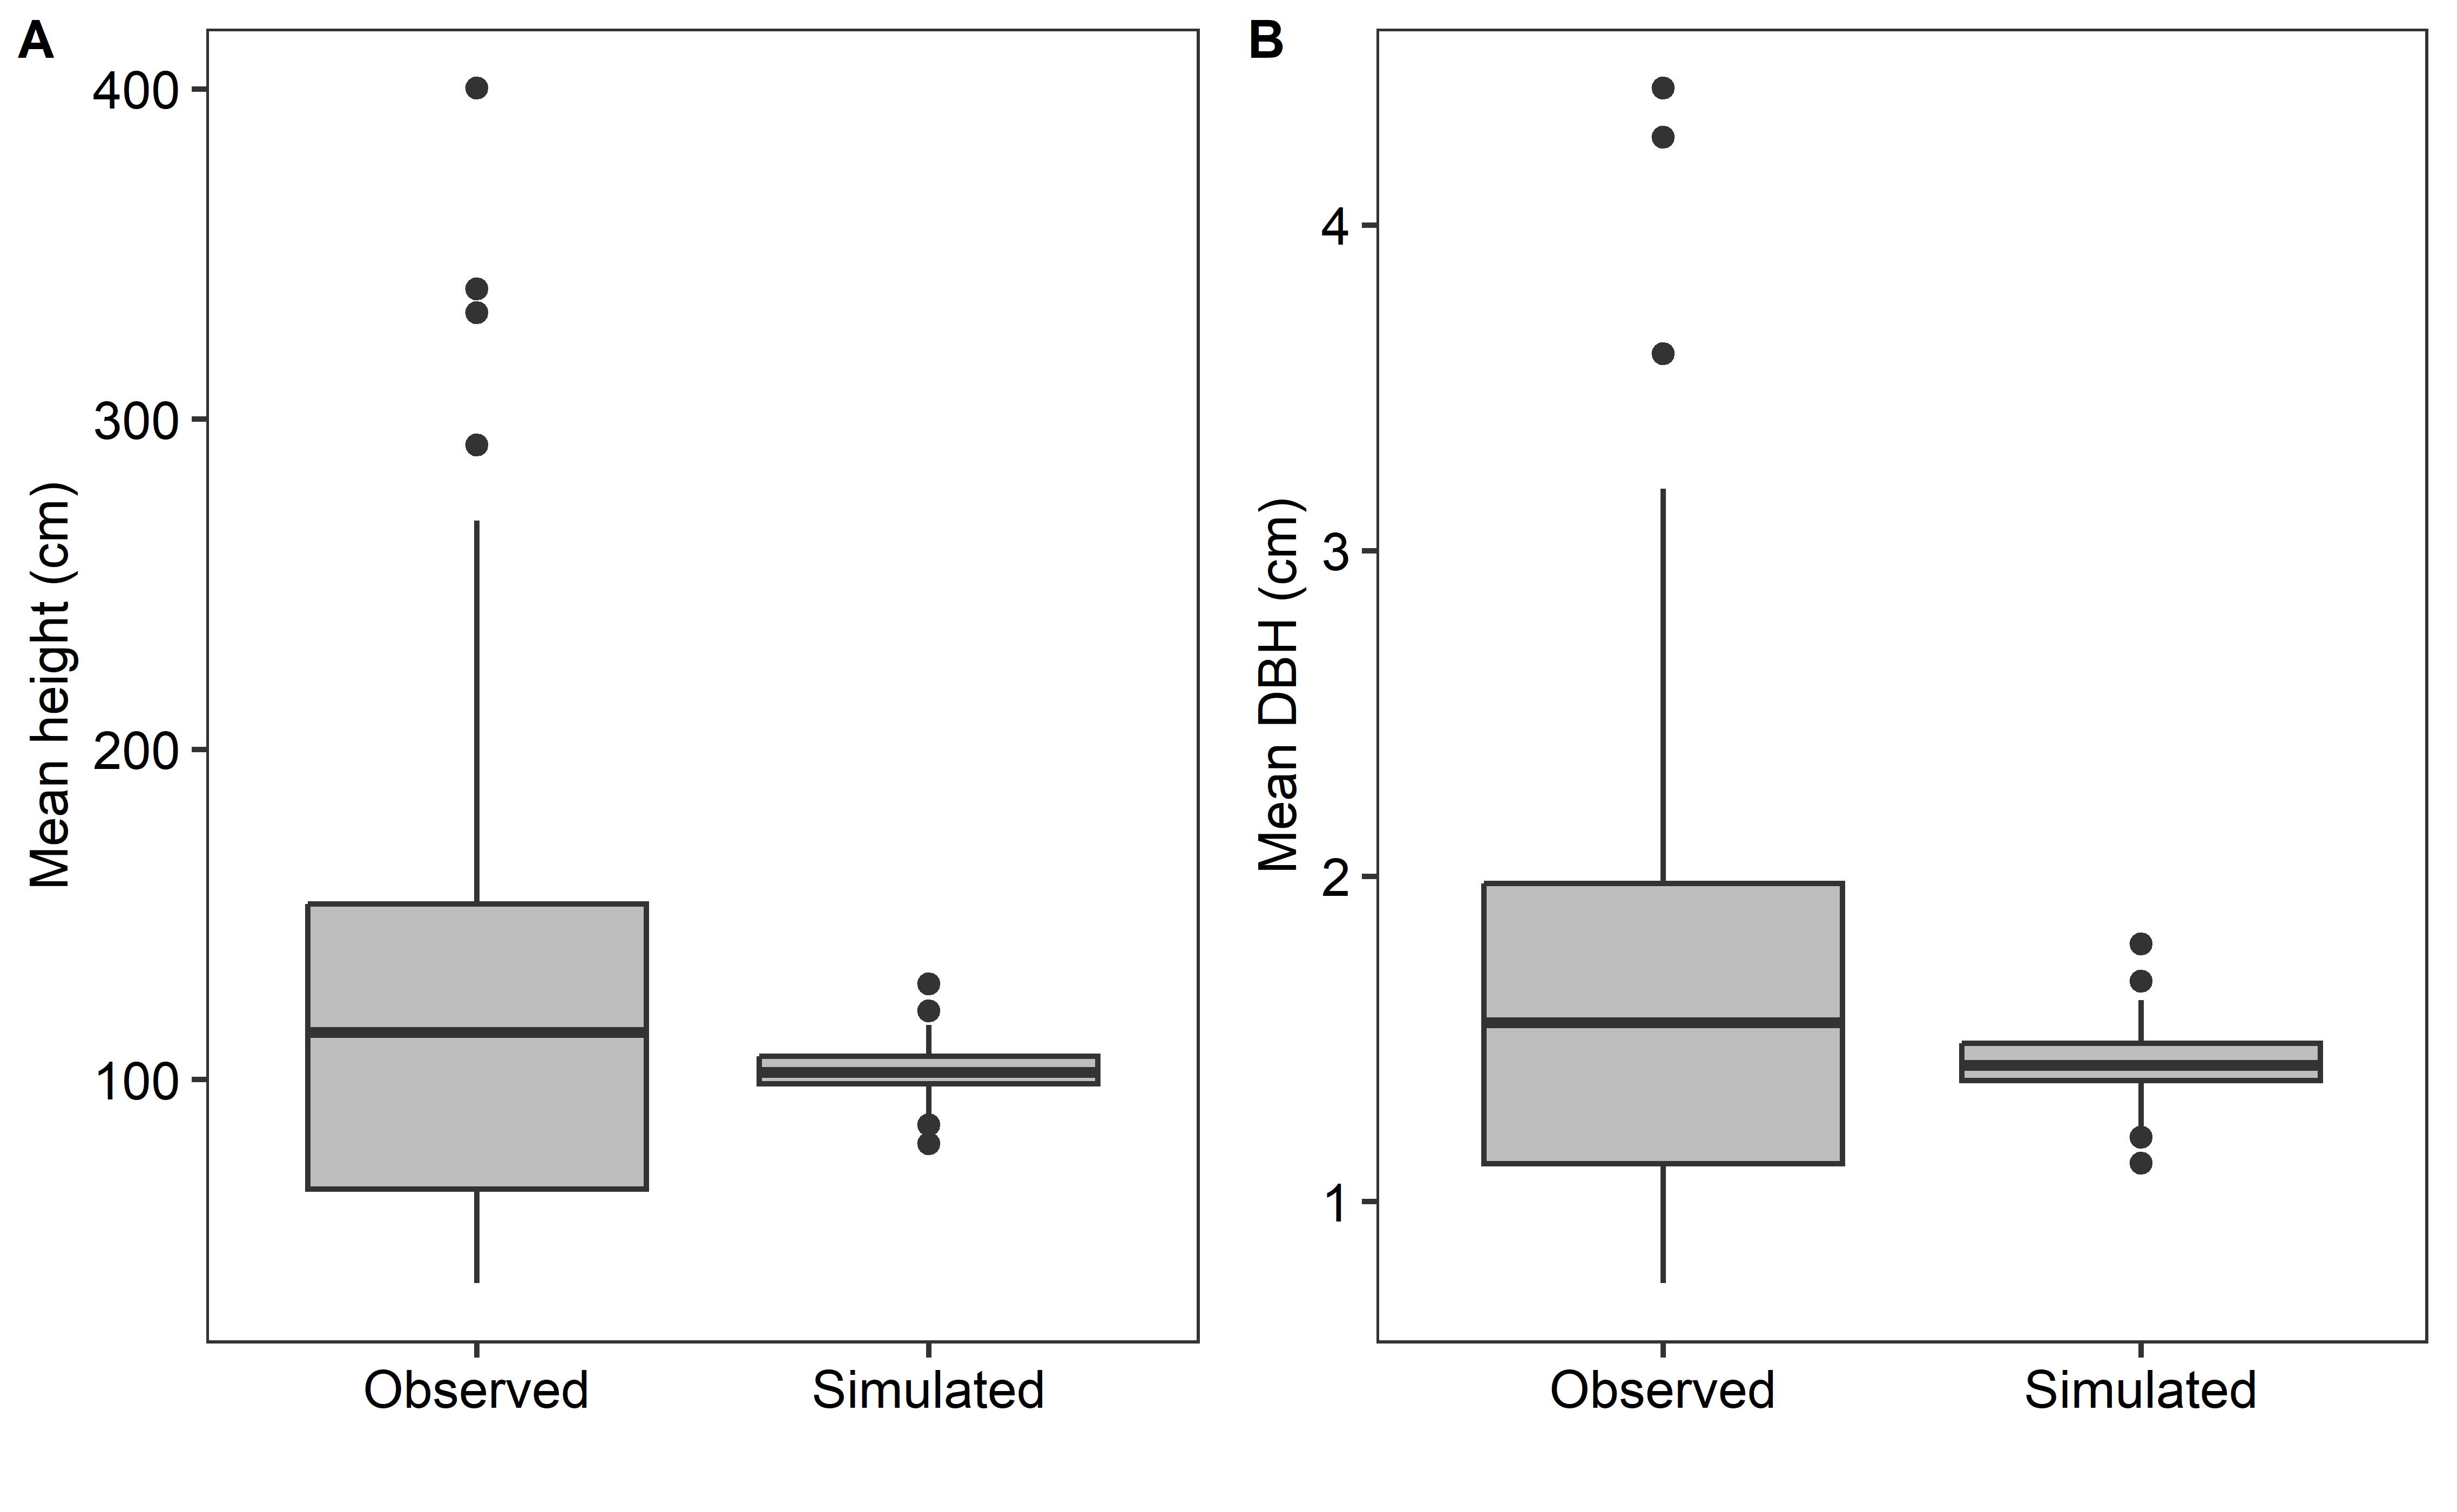 A
Mean height (cm)
400
300
200
100
Observed Simulated
B
Mean DBH (cm)
4
3
2
1
Observed Simulated